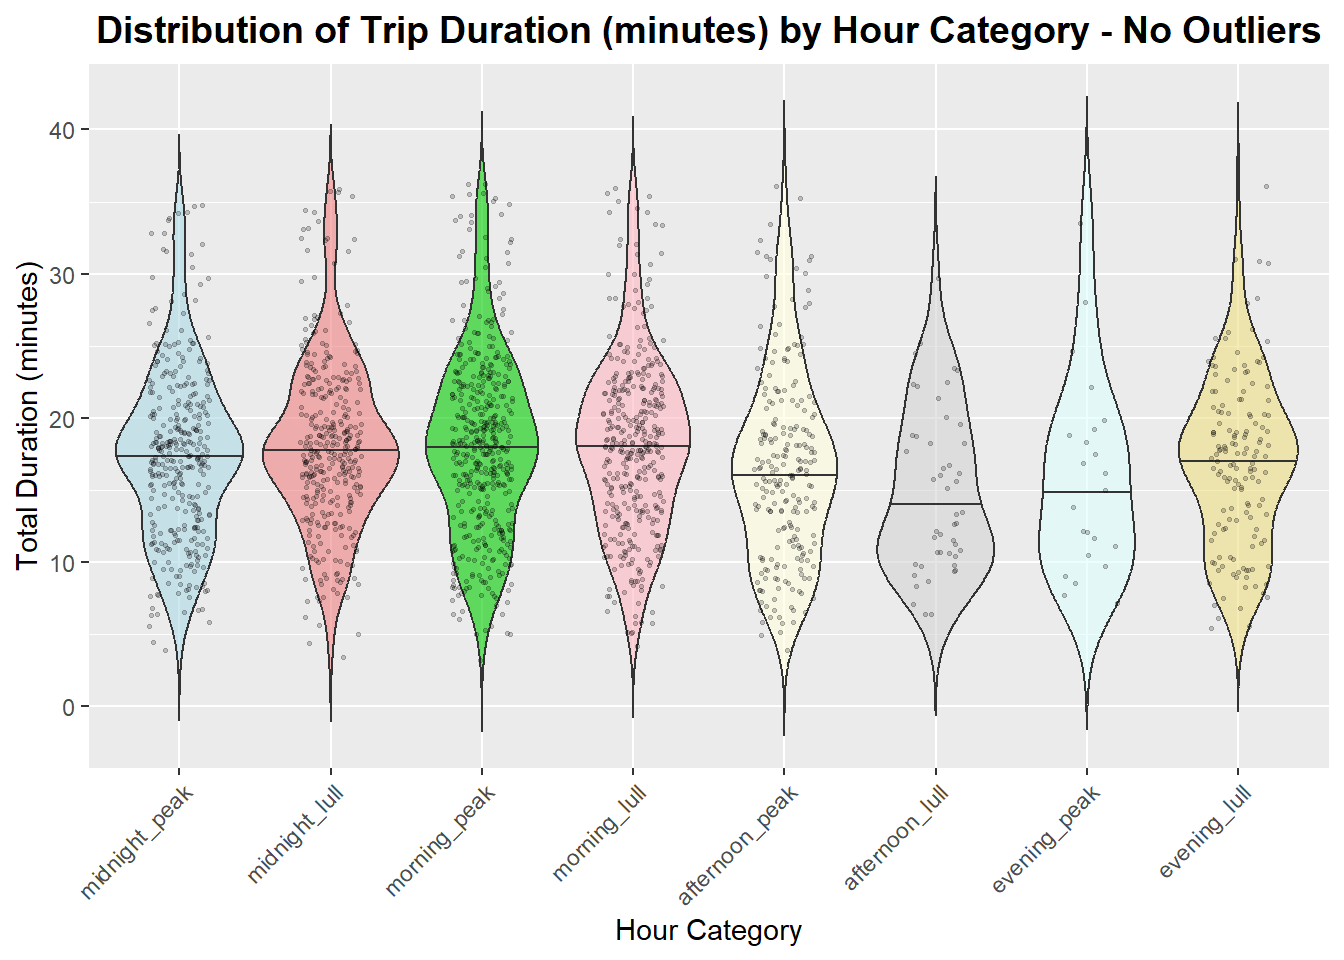 Distribution of Trip Duration (minutes) by Hour Category - No Outliers
Total Duration (minutes)
40
30
20
10
0
midnight_peak
midnight_lull
morning_peak
morning_lull
afternoon_peak
afternoon_lull
evening_peak
evening_lull
Hour Category